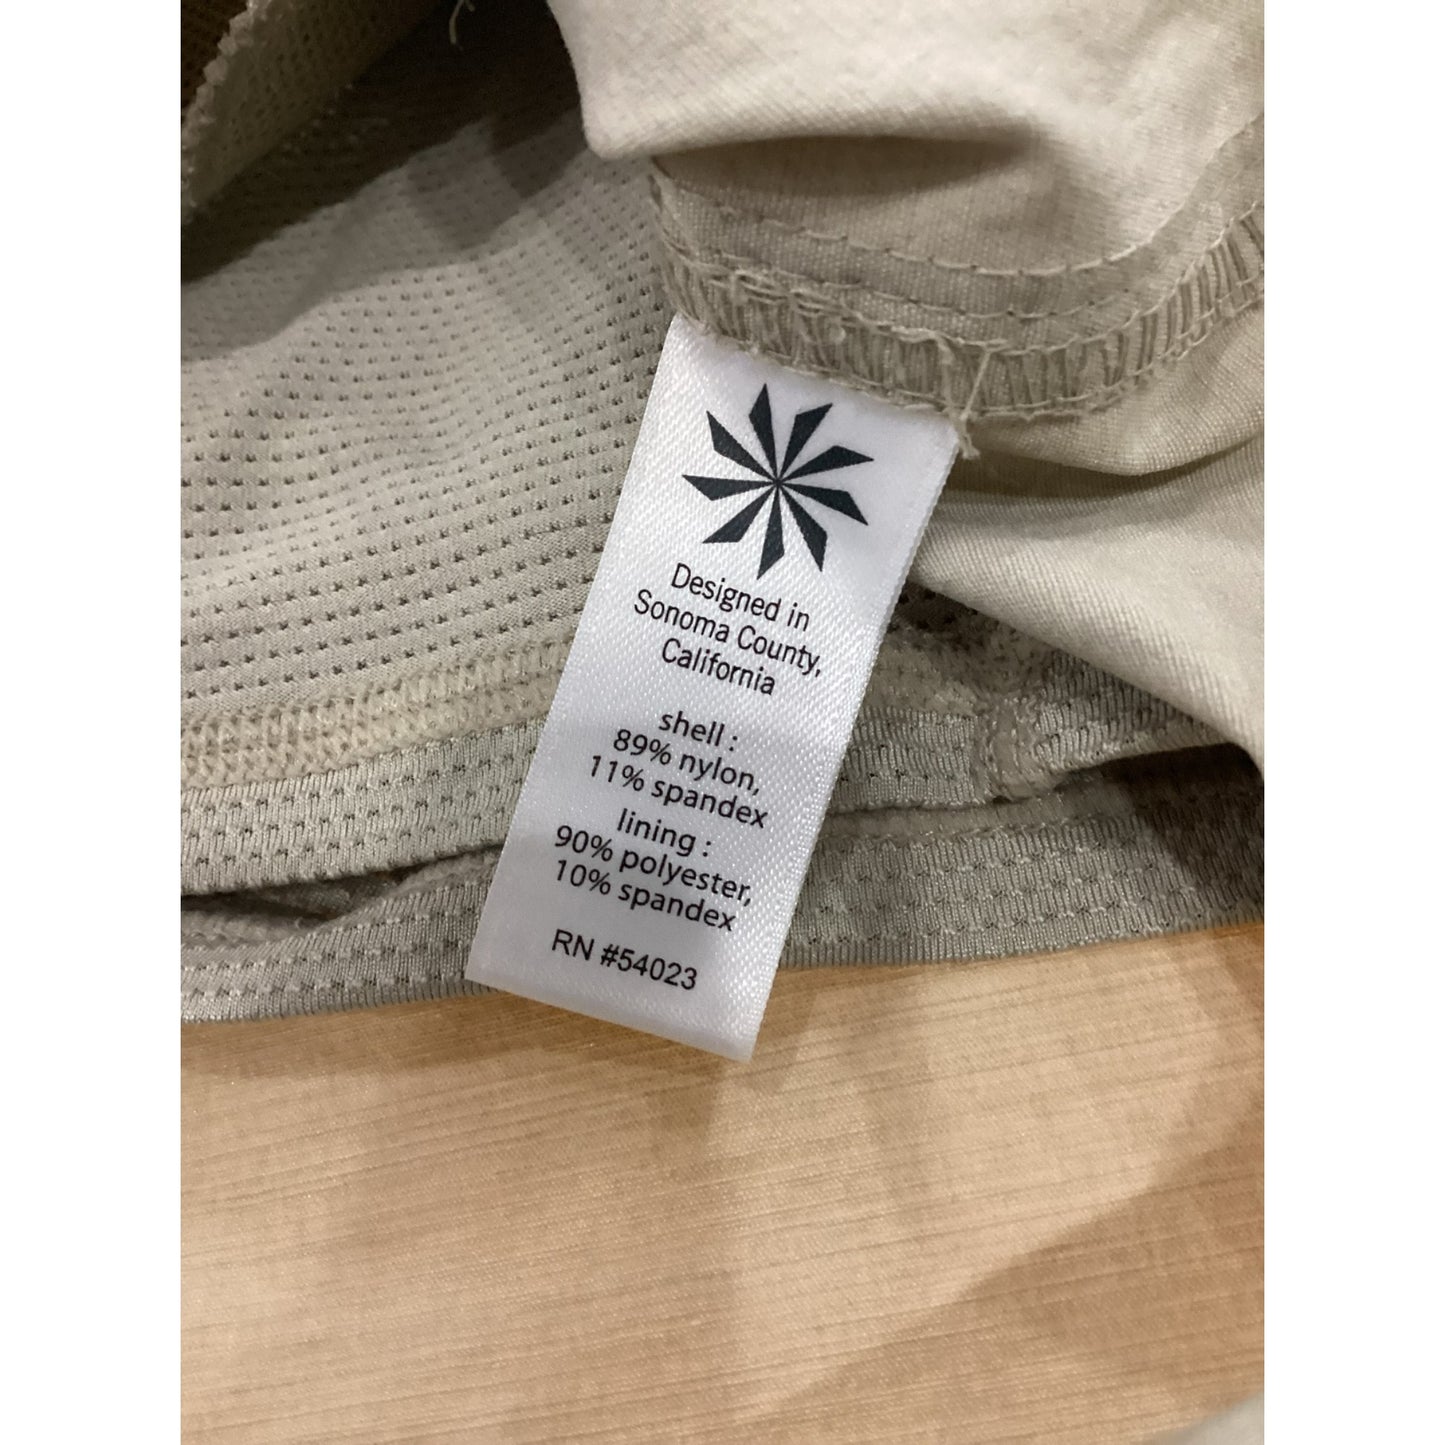 Designed in
Sonoma County,
California
shell :
89% nylon,
11% spandex
lining :
90% polyester,
10% spandex
RN #54023